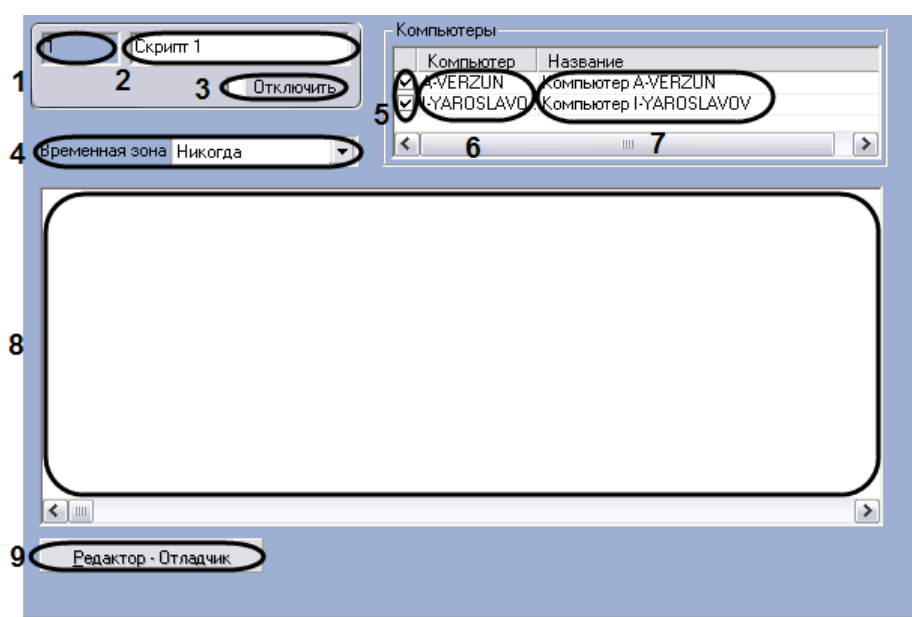 1 Скрипт 1
1 2 3 Отключить
4 Временная зона Никогда
Компьютеры
Компьютер Название
A-VERZUN Компьютер A-VERZUN
5 I-YAROSLAVO... Компьютер I-YAROSLAVOV
6 7
8
9 Редактор - Отладчик